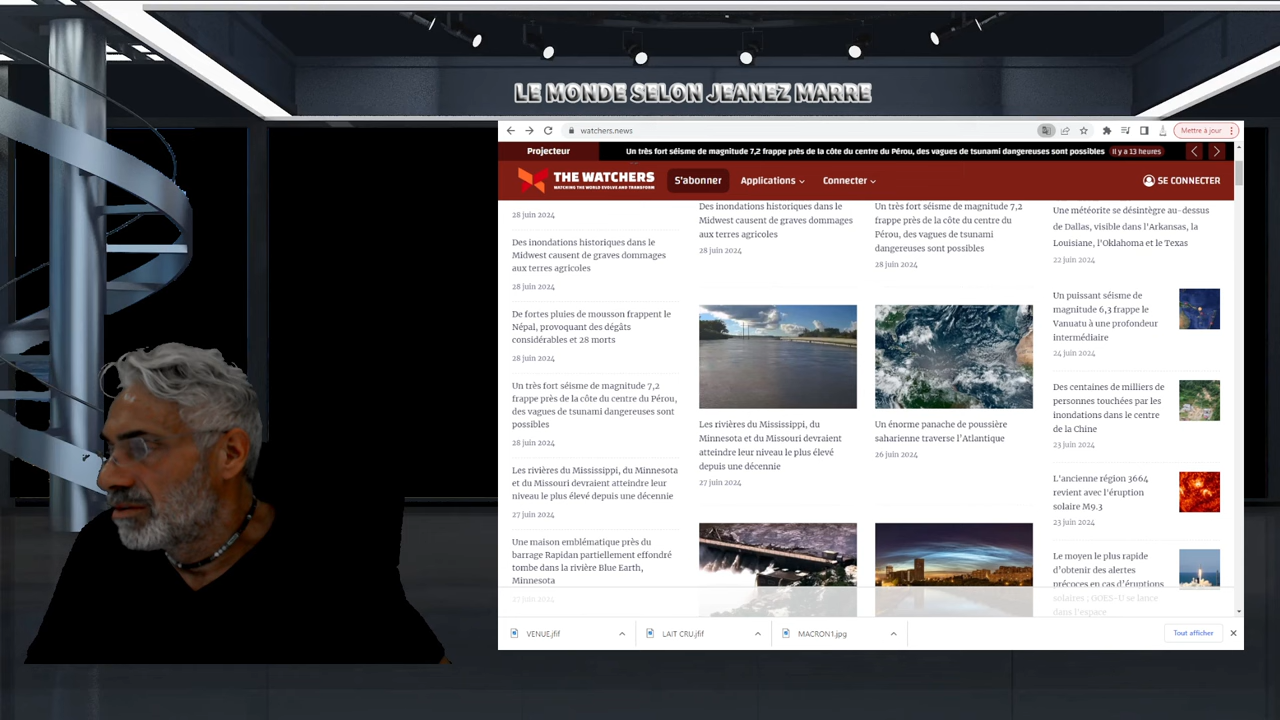 LE MONDE SELON JEANEZ MARRE
watchers.news
Mettre à jour
Projecteur
Un très fort séisme de magnitude 7,2 frappe près de la côte du centre du Pérou, des vagues de tsunami dangereuses sont possibles
Il y a 13 heures
THE WATCHERS
WATCHING THE WORLD EVOLVE AND TRANSFORM
S'abonner
Applications
Connecter
SE CONNECTER
28 juin 2024
Des inondations historiques dans le
Midwest causent de graves dommages
aux terres agricoles
28 juin 2024
De fortes pluies de mousson frappent le
Népal, provoquant des dégâts
considérables et 28 morts
28 juin 2024
Un très fort séisme de magnitude 7,2
frappe près de la côte du centre du Pérou,
des vagues de tsunami dangereuses sont
possibles
28 juin 2024
Les rivières du Mississippi, du Minnesota
et du Missouri devraient atteindre leur
niveau le plus élevé depuis une décennie
27 juin 2024
Une maison emblématique près du
barrage Rapidan partiellement effondré
tombe dans la rivière Blue Earth,
Minnesota
27 juin 2024
Des inondations historiques dans le
Midwest causent de graves dommages
aux terres agricoles
28 juin 2024
Les rivières du Mississippi, du
Minnesota et du Missouri devraient
atteindre leur niveau le plus élevé
depuis une décennie
27 juin 2024
Un très fort séisme de magnitude 7,2
frappe près de la côte du centre du
Pérou, des vagues de tsunami
dangereuses sont possibles
28 juin 2024
Un énorme panache de poussière
saharienne traverse l'Atlantique
26 juin 2024
Une météorite se désintègre au-dessus
de Dallas, visible dans l'Arkansas, la
Louisiane, l'Oklahoma et le Texas
22 juin 2024
Un puissant séisme de
magnitude 6,3 frappe le
Vanuatu à une profondeur
intermédiaire
24 juin 2024
Des centaines de milliers de
personnes touchées par les
inondations dans le centre
de la Chine
23 juin 2024
L'ancienne région 3664
revient avec l'éruption
solaire M9.3
23 juin 2024
Le moyen le plus rapide
d'obtenir des alertes
précoces en cas d'éruptions
solaires : GOES-U se lance
dans l'espace
VENUE.jfif
LAIT CRU.jfif
MACRON1.jpg
Tout afficher